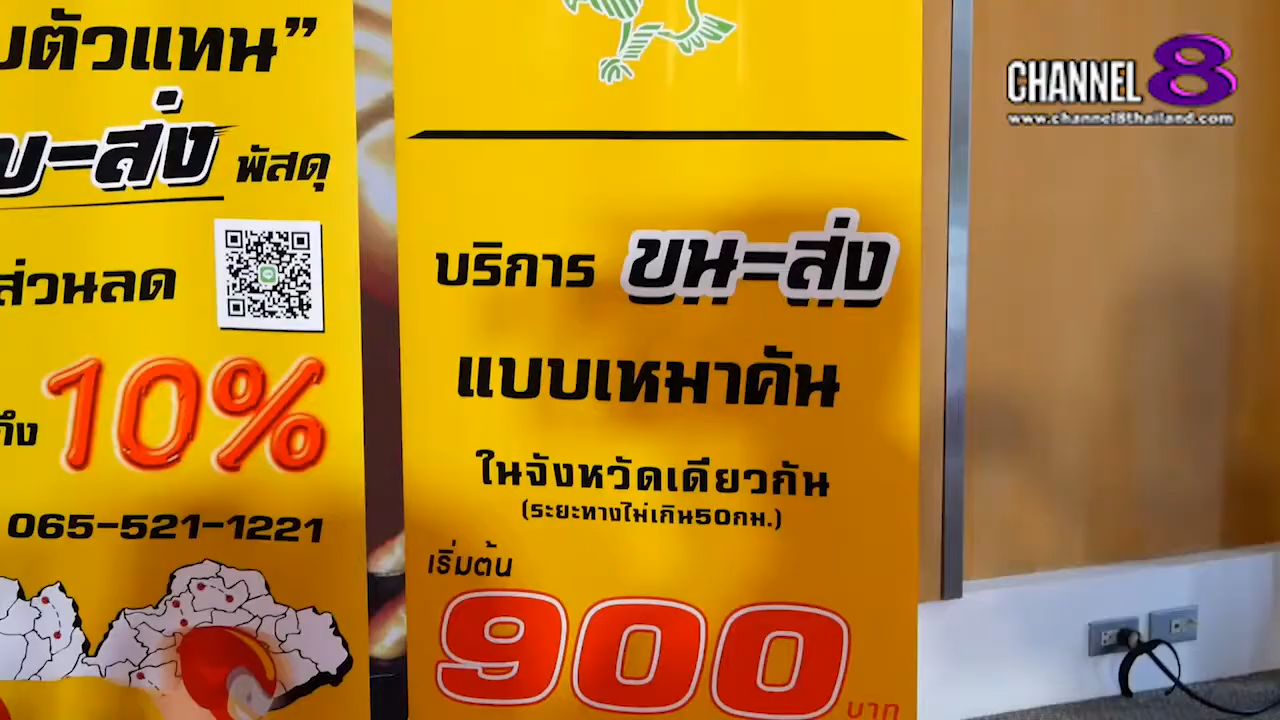 ตัวแทน”
ส่ง พัสดุ
ส่วนลด
ถึง 10%
065-521-1221
บริการ ขน=ส่ง
แบบเหมาคัน
ในจังหวัดเดียวกัน
(ระยะทางไม่เกิน50กม.)
เริ่มต้น
900
บาท
CHANNEL 8
www.channel8thailand.com